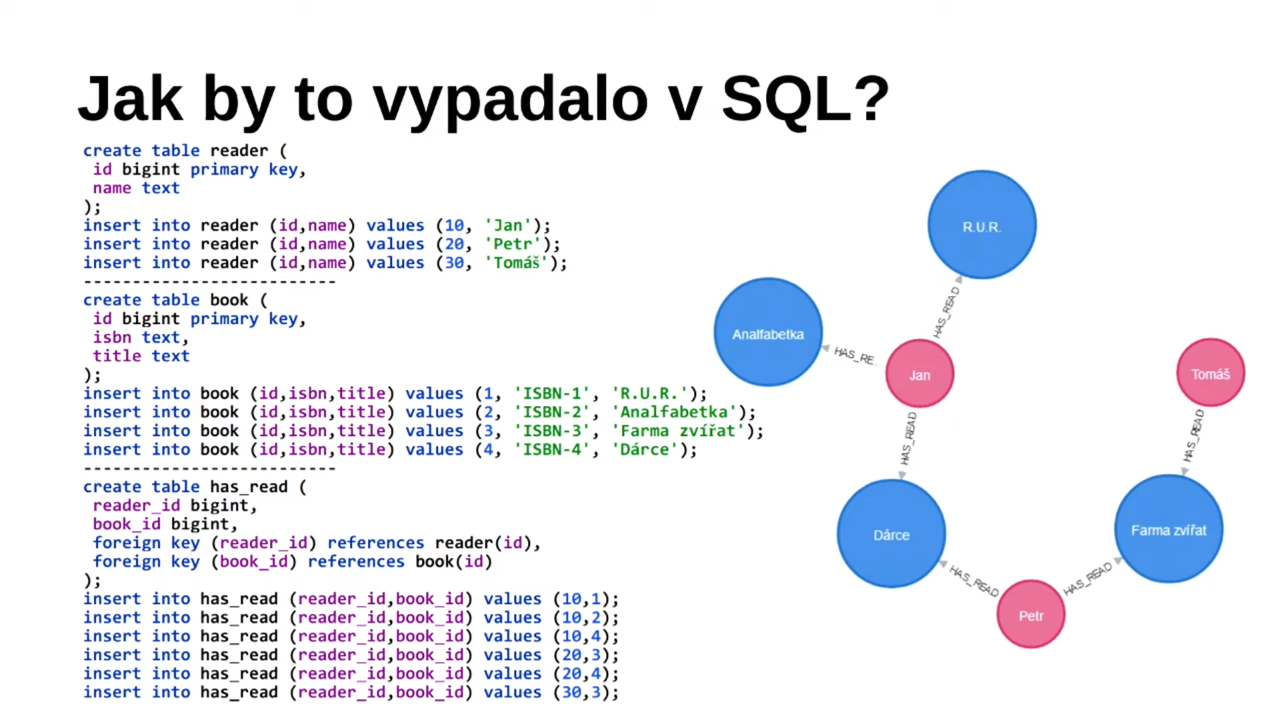 Jak by to vypadalo v SQL?
create table reader (
id bigint primary key,
name text
);
insert into reader (id,name) values (10, 'Jan');
insert into reader (id,name) values (20, 'Petr');
insert into reader (id,name) values (30, 'Tomáš');
--------------------------
create table book (
id bigint primary key,
isbn text,
title text
);
insert into book (id,isbn,title) values (1, 'ISBN-1', 'R.U.R.');
insert into book (id,isbn,title) values (2, 'ISBN-2', 'Analfabetka');
insert into book (id,isbn,title) values (3, 'ISBN-3', 'Farma zvířat');
insert into book (id,isbn,title) values (4, 'ISBN-4', 'Dárce');
--------------------------
create table has_read (
reader_id bigint,
book_id bigint,
foreign key (reader_id) references reader(id),
foreign key (book_id) references book(id)
);
insert into has_read (reader_id,book_id) values (10,1);
insert into has_read (reader_id,book_id) values (10,2);
insert into has_read (reader_id,book_id) values (10,4);
insert into has_read (reader_id,book_id) values (20,3);
insert into has_read (reader_id,book_id) values (20,4);
insert into has_read (reader_id,book_id) values (30,3);
R.U.R.
HAS_READ
Analfabetka
HAS_RE...
Jan
Tomáš
HAS_READ
HAS_READ
Dárce
Farma zvířat
HAS_READ
HAS_READ
Petr